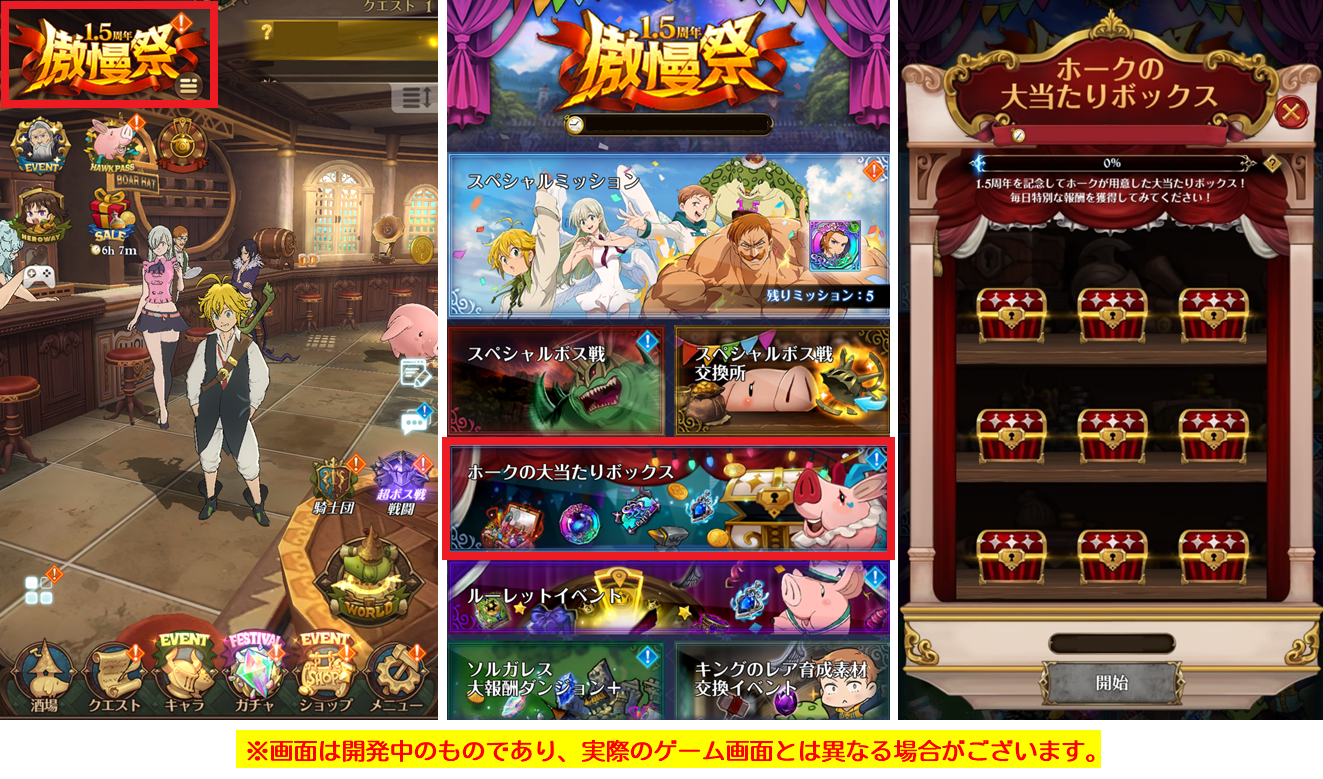 クエスト 1
1.5周年
傲慢祭
?
EVENT
HAWK PASS
BOAR HAT
HERO WAY
SALE
6h 7m
騎士団
超ボス戦
戦闘
WORLD
EVENT
FESTIVAL
EVENT
SHOP
酒場
クエスト
キャラ
ガチャ
ショップ
メニュー
1.5周年
傲慢祭
スペシャルミッション
残りミッション：5
スペシャルボス戦
スペシャルボス戦
交換所
ホークの大当たりボックス
ルーレットイベント
ソルガレス
大報酬ダンジョン＋
キングのレア育成素材
交換イベント
ホークの
大当たりボックス
0%
?
1.5周年を記念してホークが用意した大当たりボックス！
毎日特別な報酬を獲得してみてください！
開始
※画面は開発中のものであり、実際のゲーム画面とは異なる場合がございます。